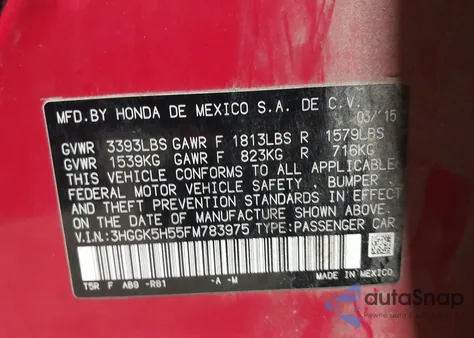 MFD.BY HONDA DE MEXICO S.A. DE C.V.
03/15
GVWR 3393LBS GAWR F 1813LBS R 1579LBS
GVWR 1539KG GAWR F 823KG R 716KG
THIS VEHICLE CONFORMS TO ALL APPLICABLE
FEDERAL MOTOR VEHICLE SAFETY, BUMPER,
AND THEFT PREVENTION STANDARDS IN EFFECT
ON THE DATE OF MANUFACTURE SHOWN ABOVE.
V.I.N.:3HGGK5H55FM783975 TYPE:PASSENGER CAR
T5R F AB9 -R81 -A -M
MADE IN MEXICO
autaSnap